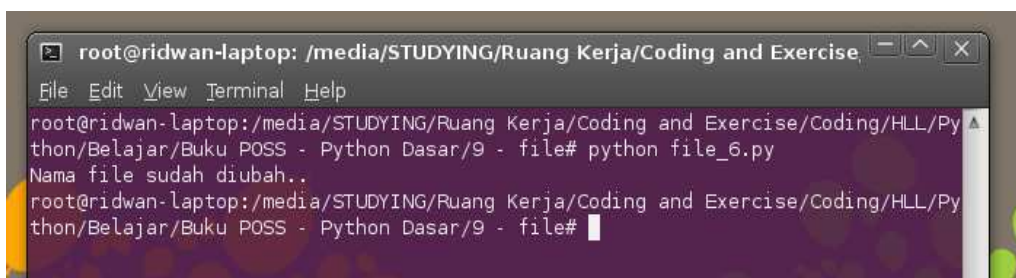 root@ridwan-laptop: /media/STUDYING/Ruang Kerja/Coding and Exercise
File Edit View Terminal Help
root@ridwan-laptop:/media/STUDYING/Ruang Kerja/Coding and Exercise/Coding/HLL/Py
thon/Belajar/Buku POSS - Python Dasar/9 - file# python file_6.py
Nama file sudah diubah..
root@ridwan-laptop:/media/STUDYING/Ruang Kerja/Coding and Exercise/Coding/HLL/Py
thon/Belajar/Buku POSS - Python Dasar/9 - file#